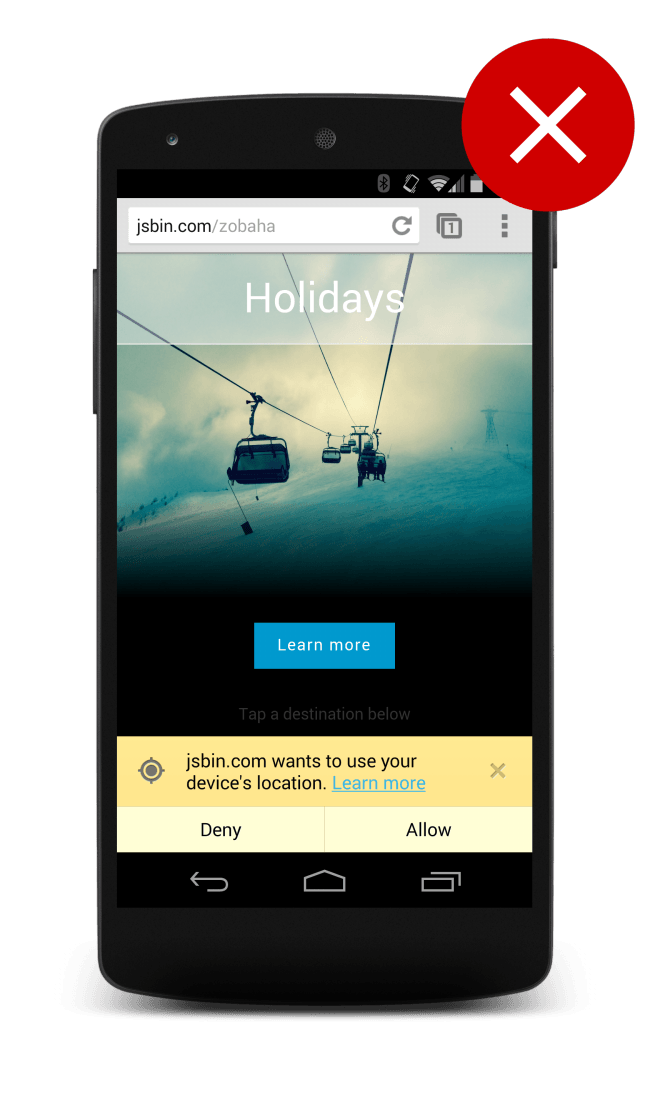 jsbin.com/zobaha
1
Holidays
Learn more
Tap a destination below
jsbin.com wants to use your
device's location. Learn more
Deny
Allow